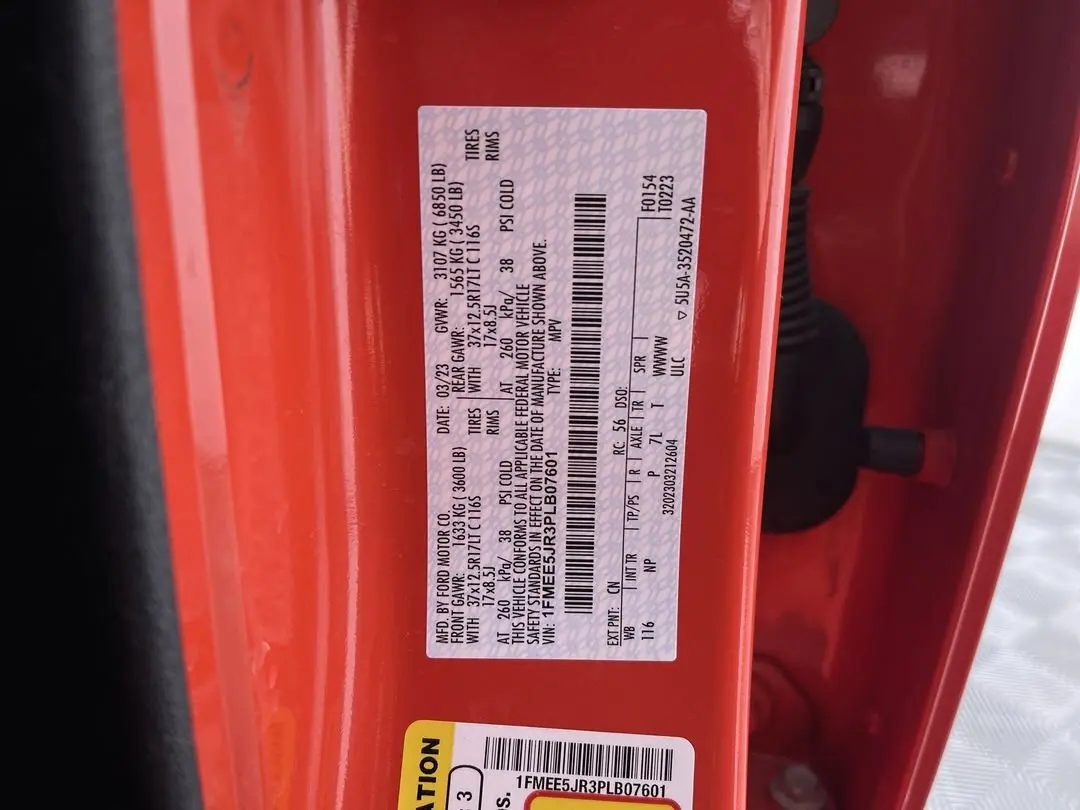 MFD. BY FORD MOTOR CO. DATE: 03/23 GVWR: 3107 KG ( 6850 LB)
FRONT GAWR: 1633 KG ( 3600 LB) REAR GAWR: 1565 KG ( 3450 LB)
WITH 37x12.5R17LT C 116S TIRES WITH 37x12.5R17LT C 116S TIRES
17x8.5J RIMS 17x8.5J RIMS
AT 260 kPa/ 38 PSI COLD AT 260 kPa/ 38 PSI COLD
THIS VEHICLE CONFORMS TO ALL APPLICABLE FEDERAL MOTOR VEHICLE
SAFETY STANDARDS IN EFFECT ON THE DATE OF MANUFACTURE SHOWN ABOVE.
VIN: 1FMEE5JR3PLB07601 TYPE: MPV
EXT PNT: CN RC: 56 DSO: F0154
WB INT TR TP/PS R AXLE TR SPR T0223
116 NP P 7L T WWWW
3202303212604 ULC
▽ 5U5A-3520472-AA
ATION
3
1FMEE5JR3PLB07601